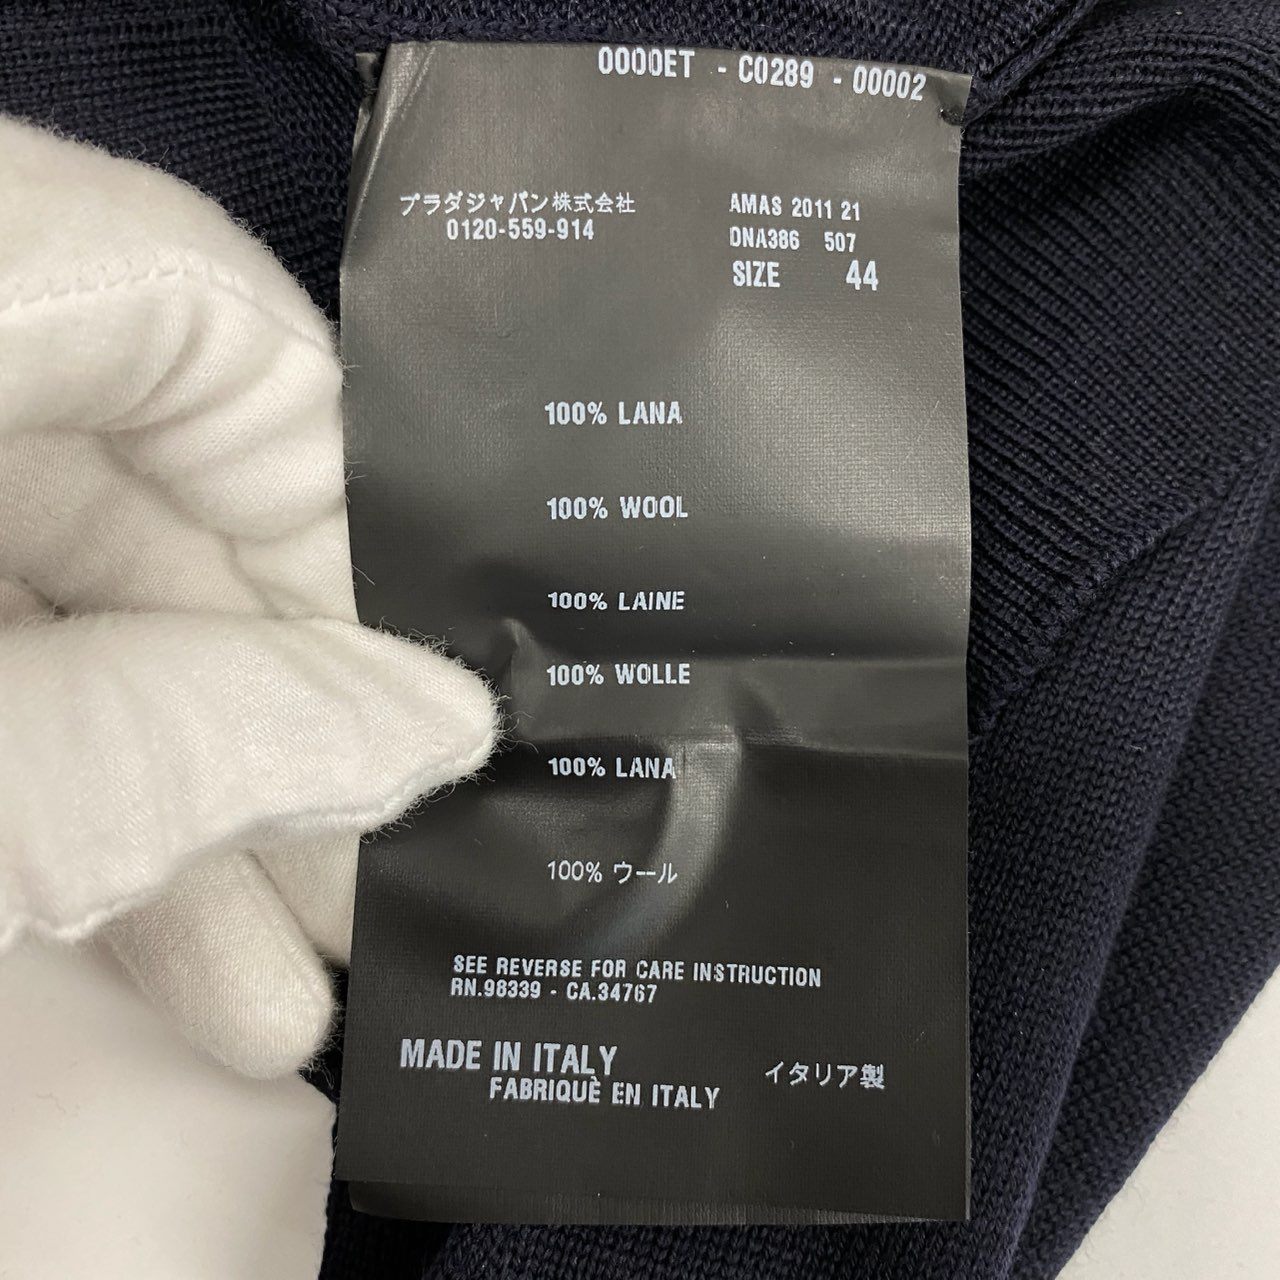 0000ET - C0289 - 00002
プラダジャパン株式会社
0120-559-914
AMAS 2011 21
DNA386 507
SIZE 44
100% LANA
100% WOOL
100% LAINE
100% WOLLE
100% LANA
100% ウール
SEE REVERSE FOR CARE INSTRUCTION
RN.98339 - CA.34767
MADE IN ITALY
FABRIQUÈ EN ITALY
イタリア製